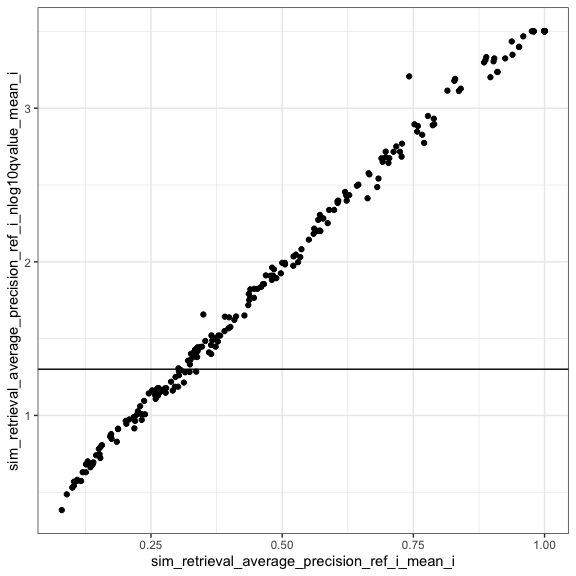 sim_retrieval_average_precision_ref_i_nlog10qvalue_mean_i
3
2
1
0.25 0.50 0.75 1.00
sim_retrieval_average_precision_ref_i_mean_i